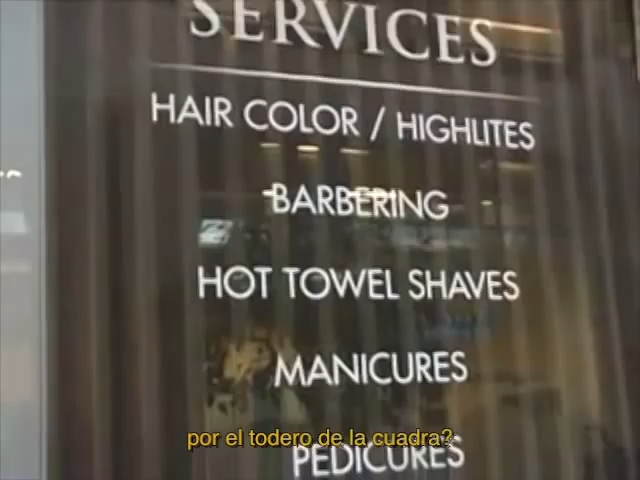 SERVICES
HAIR COLOR / HIGHLITES
BARBERING
HOT TOWEL SHAVES
MANICURES
por el todero de la cuadra?
PEDICURES